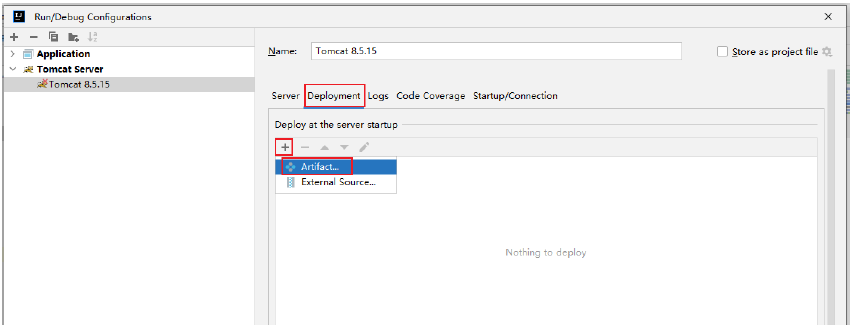 Run/Debug Configurations
Application
Tomcat Server
Tomcat 8.5.15
Name: Tomcat 8.5.15
Store as project file
Server Deployment Logs Code Coverage Startup/Connection
Deploy at the server startup
Artifact...
External Source...
Nothing to deploy